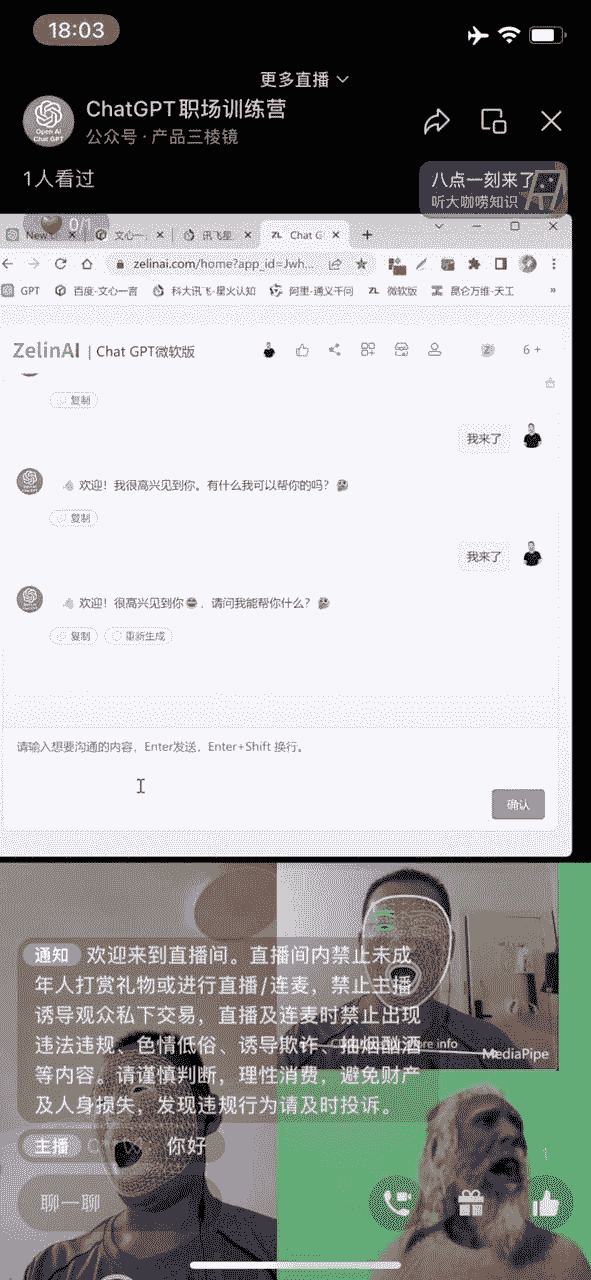 18:03
更多直播
Open AI
Chat GPT
ChatGPT职场训练营
公众号·产品三棱镜
1人看过
八点一刻来了
听大咖唠知识
0/1
New
文心一
讯飞星
ZL Chat G
zelinai.com/home?app_id=Jwh...
GPT
百度-文心一言
科大讯飞-星火认知
阿里-通义千问
ZL 微软版
昆仑万维-天工
»
ZelinAI | Chat GPT微软版
6 +
复制
我来了
欢迎！我很高兴见到你。有什么我可以帮你的吗？
复制
我来了
欢迎！很高兴见到你，请问我能帮你什么？
复制
重新生成
请输入想要沟通的内容，Enter发送，Enter+Shift 换行。
确认
通知 欢迎来到直播间。直播间内禁止未成
年人打赏礼物或进行直播/连麦，禁止主播
诱导观众私下交易，直播及连麦时禁止出现
违法违规、色情低俗、诱导欺诈、抽烟酗酒
等内容。请谨慎判断，理性消费，避免财产
及人身损失，发现违规行为请及时投诉。
more info
MediaPipe
主播
你好
聊一聊